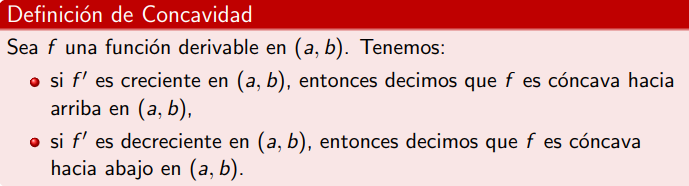 Definición de Concavidad
Sea f una función derivable en (a, b). Tenemos:
si f′ es creciente en (a, b), entonces decimos que f es cóncava hacia
arriba en (a, b),
si f′ es decreciente en (a, b), entonces decimos que f es cóncava
hacia abajo en (a, b).